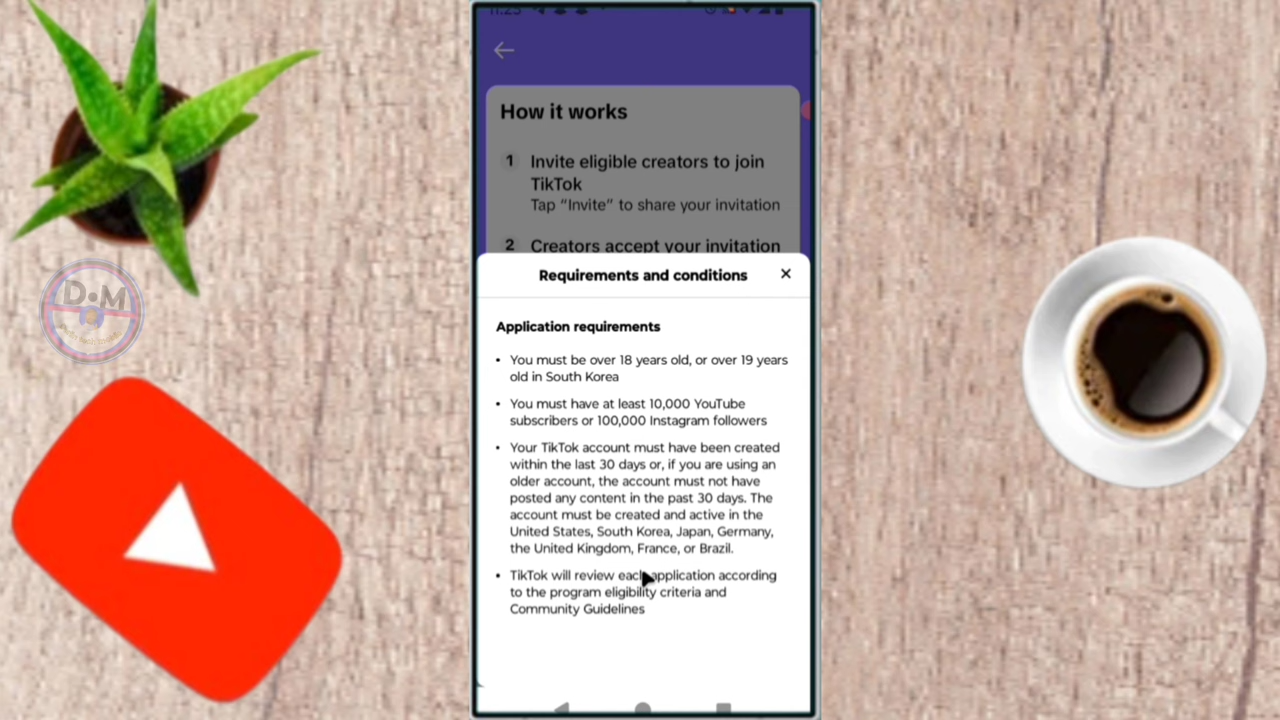 How it works
1 Invite eligible creators to join
TikTok
Tap “Invite” to share your invitation
2 Creators accept your invitation
Requirements and conditions
Application requirements
• You must be over 18 years old, or over 19 years
old in South Korea
• You must have at least 10,000 YouTube
subscribers or 100,000 Instagram followers
• Your TikTok account must have been created
within the last 30 days or, if you are using an
older account, the account must not have
posted any content in the past 30 days. The
account must be created and active in the
United States, South Korea, Japan, Germany,
the United Kingdom, France, or Brazil.
• TikTok will review each application according
to the program eligibility criteria and
Community Guidelines
D•M